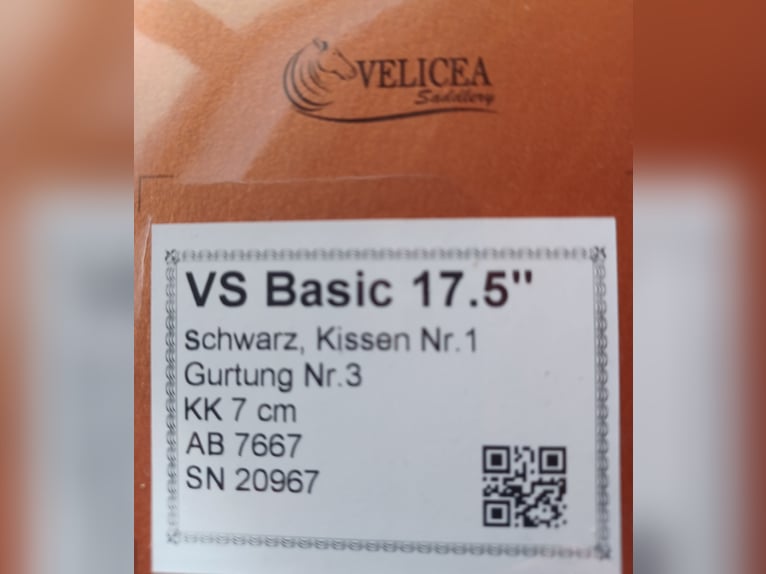 VELICEA
Saddlery
VS Basic 17.5"
schwarz, Kissen Nr.1
Gurtung Nr.3
KK 7 cm
AB 7667
SN 20967